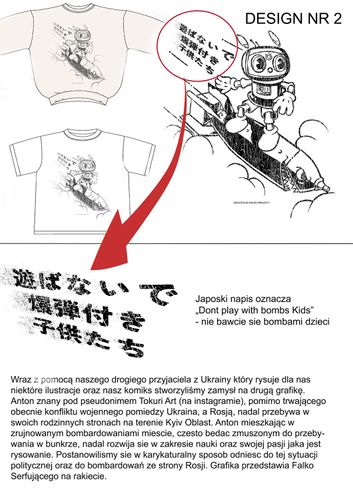 DESIGN NR 2
遊ばないで
爆弾付き
子供たち
遊ばないで
爆弾付き
子供たち
Japoski napis oznacza
„Dont play with bombs Kids”
- nie bawcie sie bombami dzieci
Wraz z pomocą naszego drogiego przyjaciela z Ukrainy który rysuje dla nas
niektóre ilustracje oraz nasz komiks stworzyliśmy zamysł na drugą grafikę.
Anton znany pod pseudonimem Tokuri Art (na instagramie), pomimo trwającego
obecnie konfliktu wojennego pomiedzy Ukraina, a Rosją, nadal przebywa w
swoich rodzinnych stronach na terenie Kyiv Oblast. Anton mieszkając w
zrujnowanym bombardowaniami miescie, czesto bedac zmuszonym do przeby-
wania w bunkrze, nadal rozwija sie w zakresie nauki oraz swojej pasji jaka jest
rysowanie. Postanowilismy sie w karykaturalny sposob odniesc do tej sytuacji
politycznej oraz do bombardowań ze strony Rosji. Grafika przedstawia Falko
Serfującego na rakiecie.